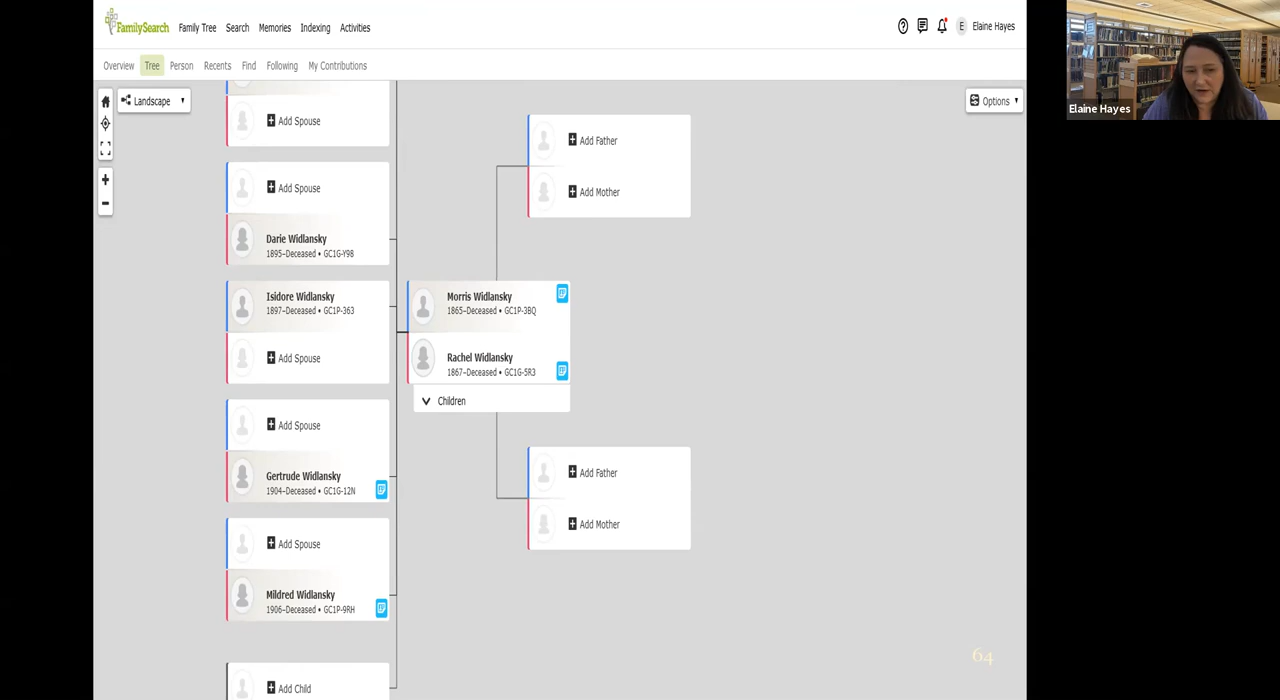 FamilySearch Family Tree Search Memories Indexing Activities E Elaine Hayes
Overview Tree Person Recents Find Following My Contributions
Landscape
Options
Add Spouse
Add Spouse
Darie Widlansky
1895–Deceased • GC1G-Y98
Isidore Widlansky
1897–Deceased • GC1P-363
Add Spouse
Add Spouse
Gertrude Widlansky
1904–Deceased • GC1G-12N
Add Spouse
Mildred Widlansky
1906–Deceased • GC1P-9RH
Add Child
Morris Widlansky
1865–Deceased • GC1P-3BQ
Rachel Widlansky
1867–Deceased • GC1G-5R3
Children
Add Father
Add Mother
Add Father
Add Mother
64
Elaine Hayes